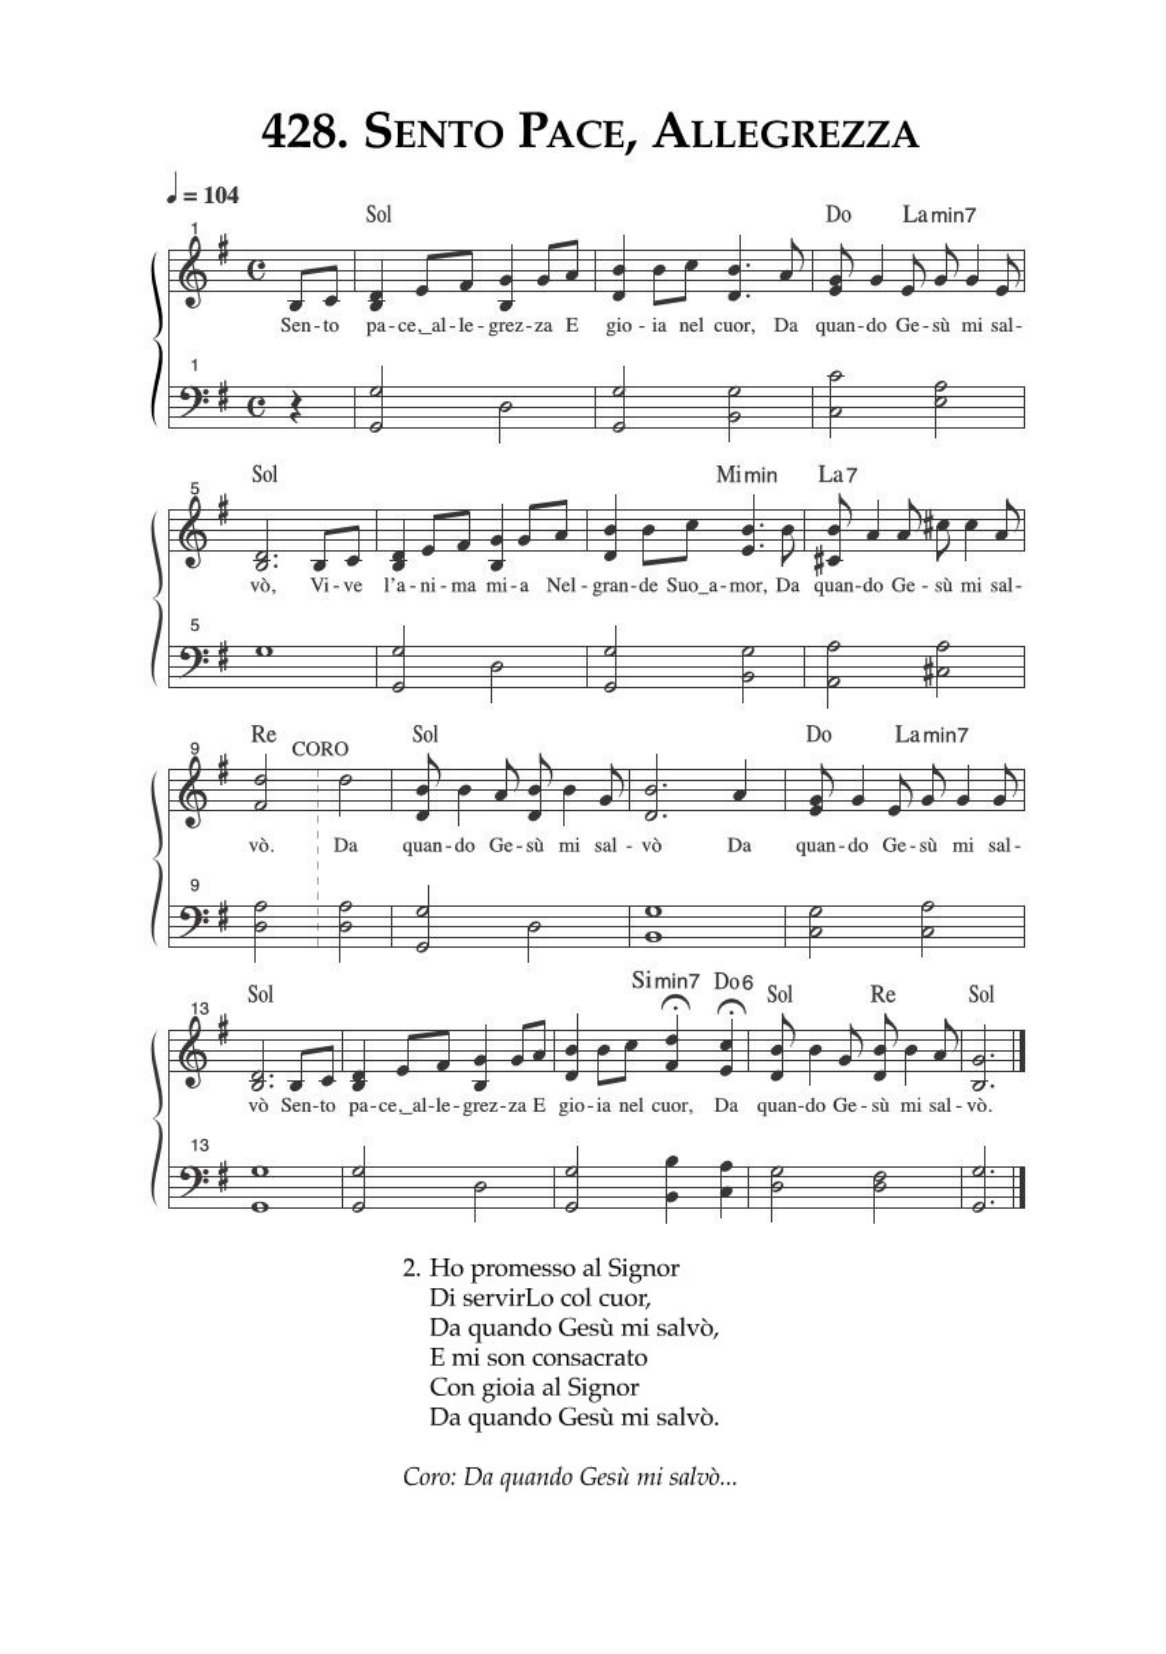 428. SENTO PACE, ALLEGREZZA
♩= 104
Sol Do Lamin7
1
Sen-to pa-ce,_al-le-grez-za E gio-ia nel cuor, Da quan-do Ge-sù mi sal-
1
Sol Mimin La7
5
vò, Vi-ve l'a-ni-ma mi-a Nel-gran-de Suo_a-mor, Da quan-do Ge-sù mi sal-
5
Re CORO Sol Do Lamin7
9
vò. Da quan-do Ge-sù mi sal-vò Da quan-do Ge-sù mi sal-
9
Sol Simin7 Do6 Sol Re Sol
13
vò Sen-to pa-ce,_al-le-grez-za E gio-ia nel cuor, Da quan-do Ge-sù mi sal-vò.
13
2. Ho promesso al Signor
Di servirLo col cuor,
Da quando Gesù mi salvò,
E mi son consacrato
Con gioia al Signor
Da quando Gesù mi salvò.
Coro: Da quando Gesù mi salvò...